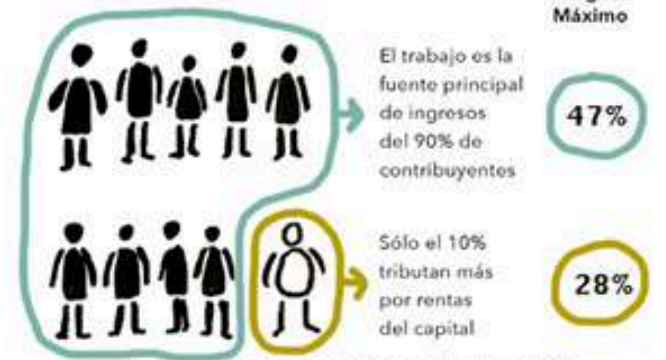 Máximo
El trabajo es la
fuente principal
de ingresos
del 90% de
contribuyentes
47%
Sólo el 10%
tributan más
por rentas
del capital
28%